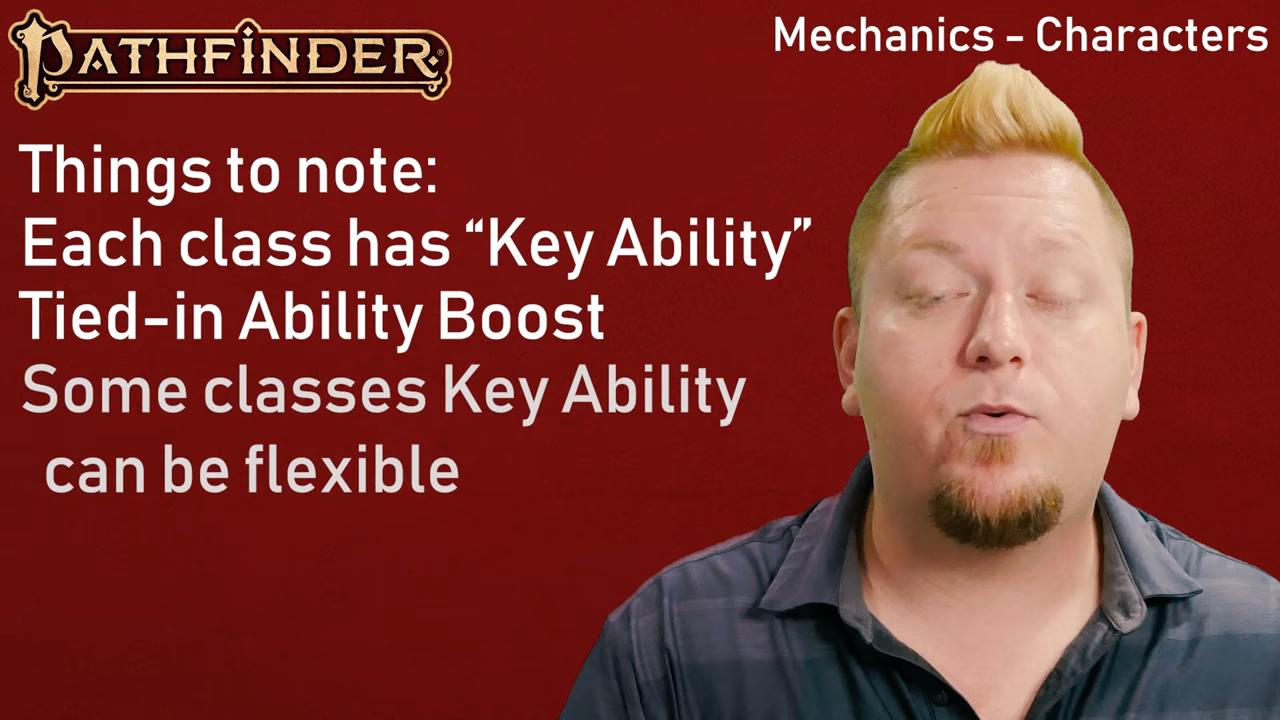 PATHFINDER®
Mechanics - Characters
Things to note:
Each class has “Key Ability”
Tied-in Ability Boost
Some classes Key Ability
can be flexible